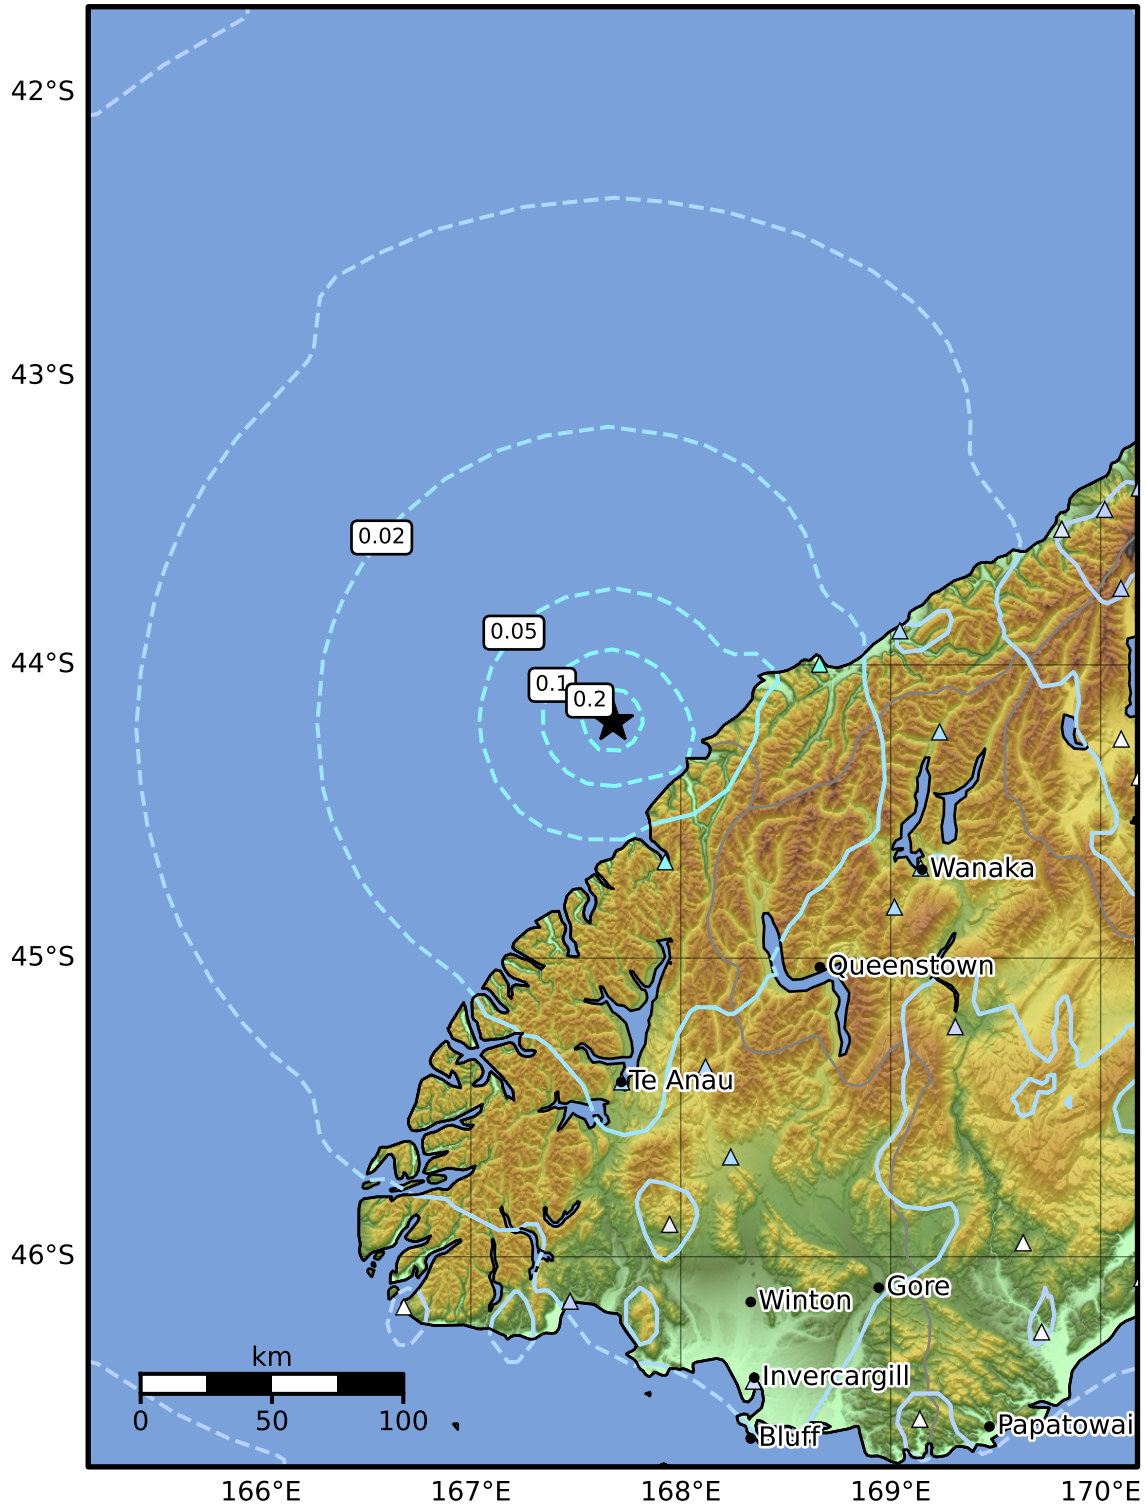 42°S
43°S
0.02
0.05
44°S
0.1
0.2
Wanaka
45°S
Queenstown
Te Anau
46°S
Gore
Winton
km
Invercargill
0 50 100
Papatowai
Bluff
166°E 167°E 168°E 169°E 170°E